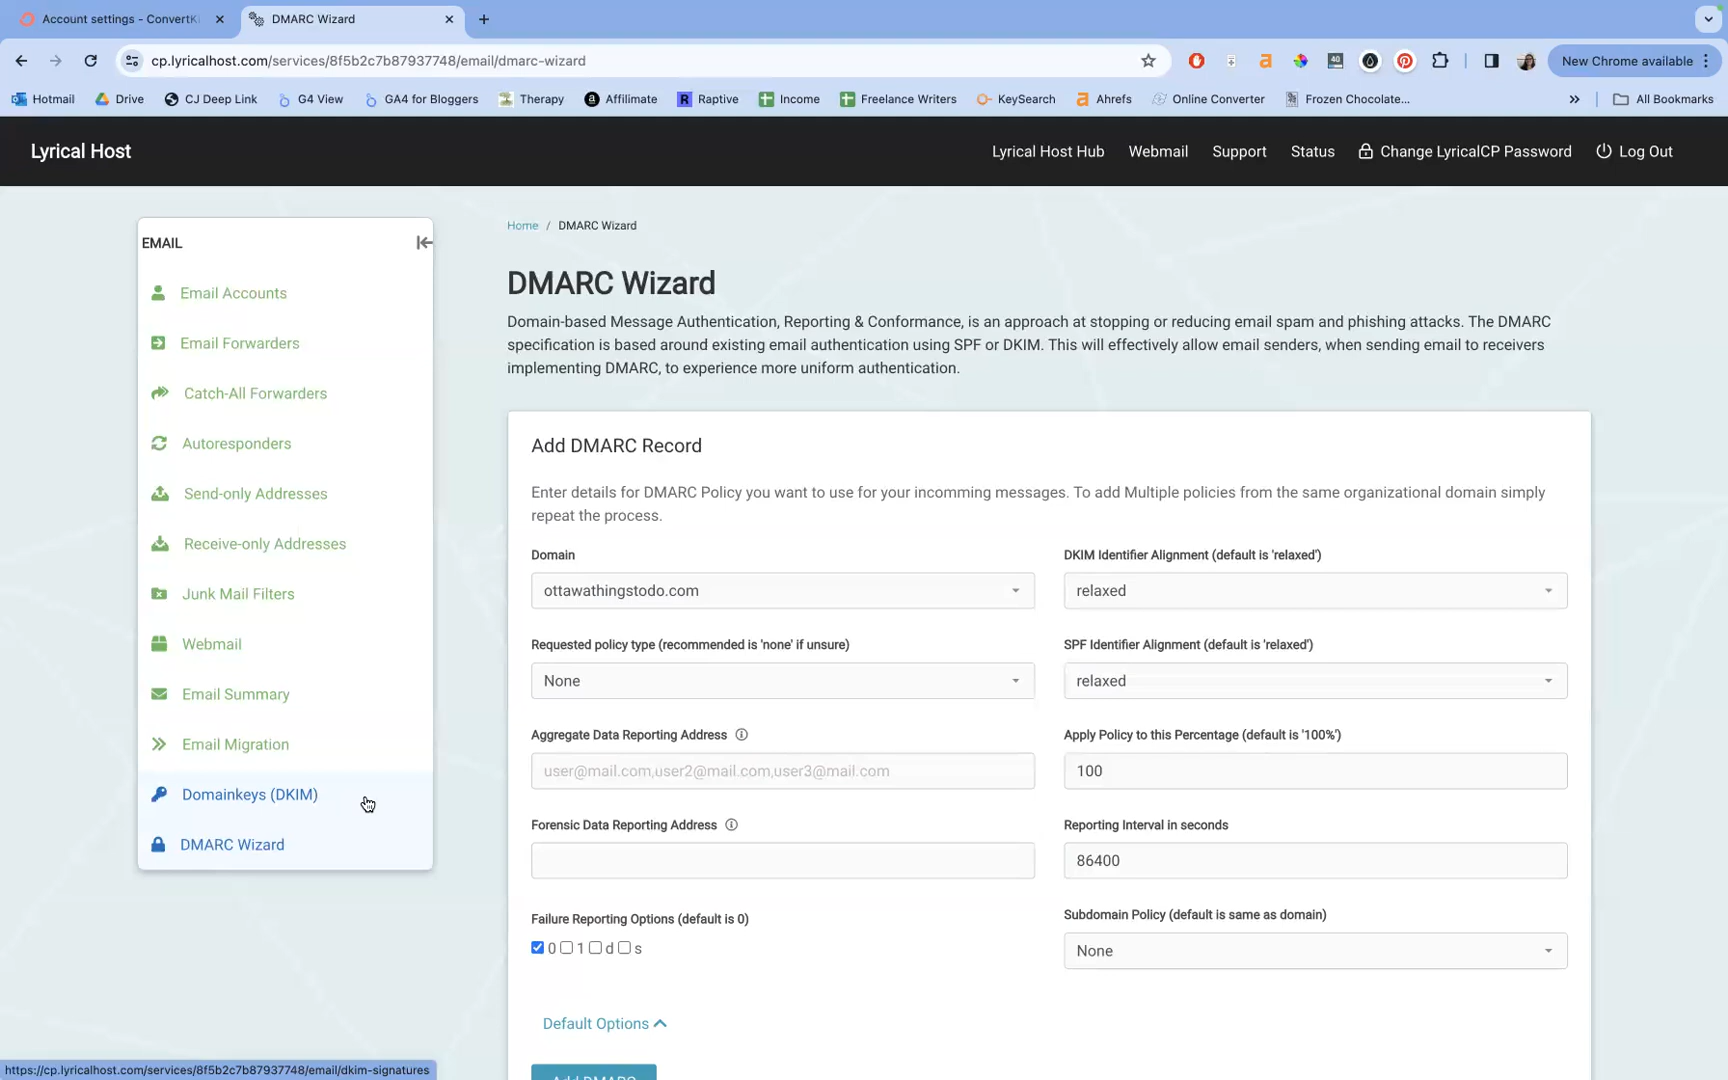 Account settings - ConvertKi
DMARC Wizard
cp.lyricalhost.com/services/8f5b2c7b87937748/email/dmarc-wizard
40
New Chrome available
Hotmail
Drive
CJ Deep Link
G4 View
GA4 for Bloggers
Therapy
Affilimate
Raptive
Income
Freelance Writers
KeySearch
Ahrefs
Online Converter
Frozen Chocolate...
All Bookmarks
Lyrical Host
Lyrical Host Hub
Webmail
Support
Status
Change LyricalCP Password
Log Out
EMAIL
Email Accounts
Email Forwarders
Catch-All Forwarders
Autoresponders
Send-only Addresses
Receive-only Addresses
Junk Mail Filters
Webmail
Email Summary
Email Migration
Domainkeys (DKIM)
DMARC Wizard
Home / DMARC Wizard
DMARC Wizard
Domain-based Message Authentication, Reporting & Conformance, is an approach at stopping or reducing email spam and phishing attacks. The DMARC
specification is based around existing email authentication using SPF or DKIM. This will effectively allow email senders, when sending email to receivers
implementing DMARC, to experience more uniform authentication.
Add DMARC Record
Enter details for DMARC Policy you want to use for your incomming messages. To add Multiple policies from the same organizational domain simply
repeat the process.
Domain
ottawathingstodo.com
DKIM Identifier Alignment (default is 'relaxed')
relaxed
Requested policy type (recommended is 'none' if unsure)
None
SPF Identifier Alignment (default is 'relaxed')
relaxed
Aggregate Data Reporting Address
user@mail.com,user2@mail.com,user3@mail.com
Apply Policy to this Percentage (default is '100%')
100
Forensic Data Reporting Address
Reporting Interval in seconds
86400
Failure Reporting Options (default is 0)
0 1 d s
Subdomain Policy (default is same as domain)
None
Default Options
Add DMARC
https://cp.lyricalhost.com/services/8f5b2c7b87937748/email/dkim-signatures